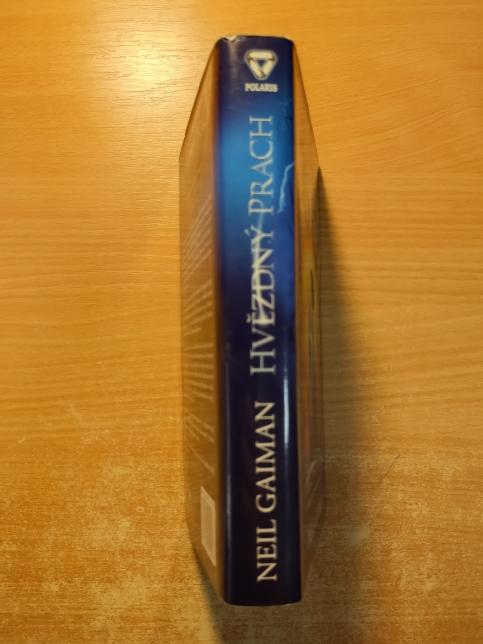 POLARIS
NEIL GAIMAN HVĚZDNÝ PRACH